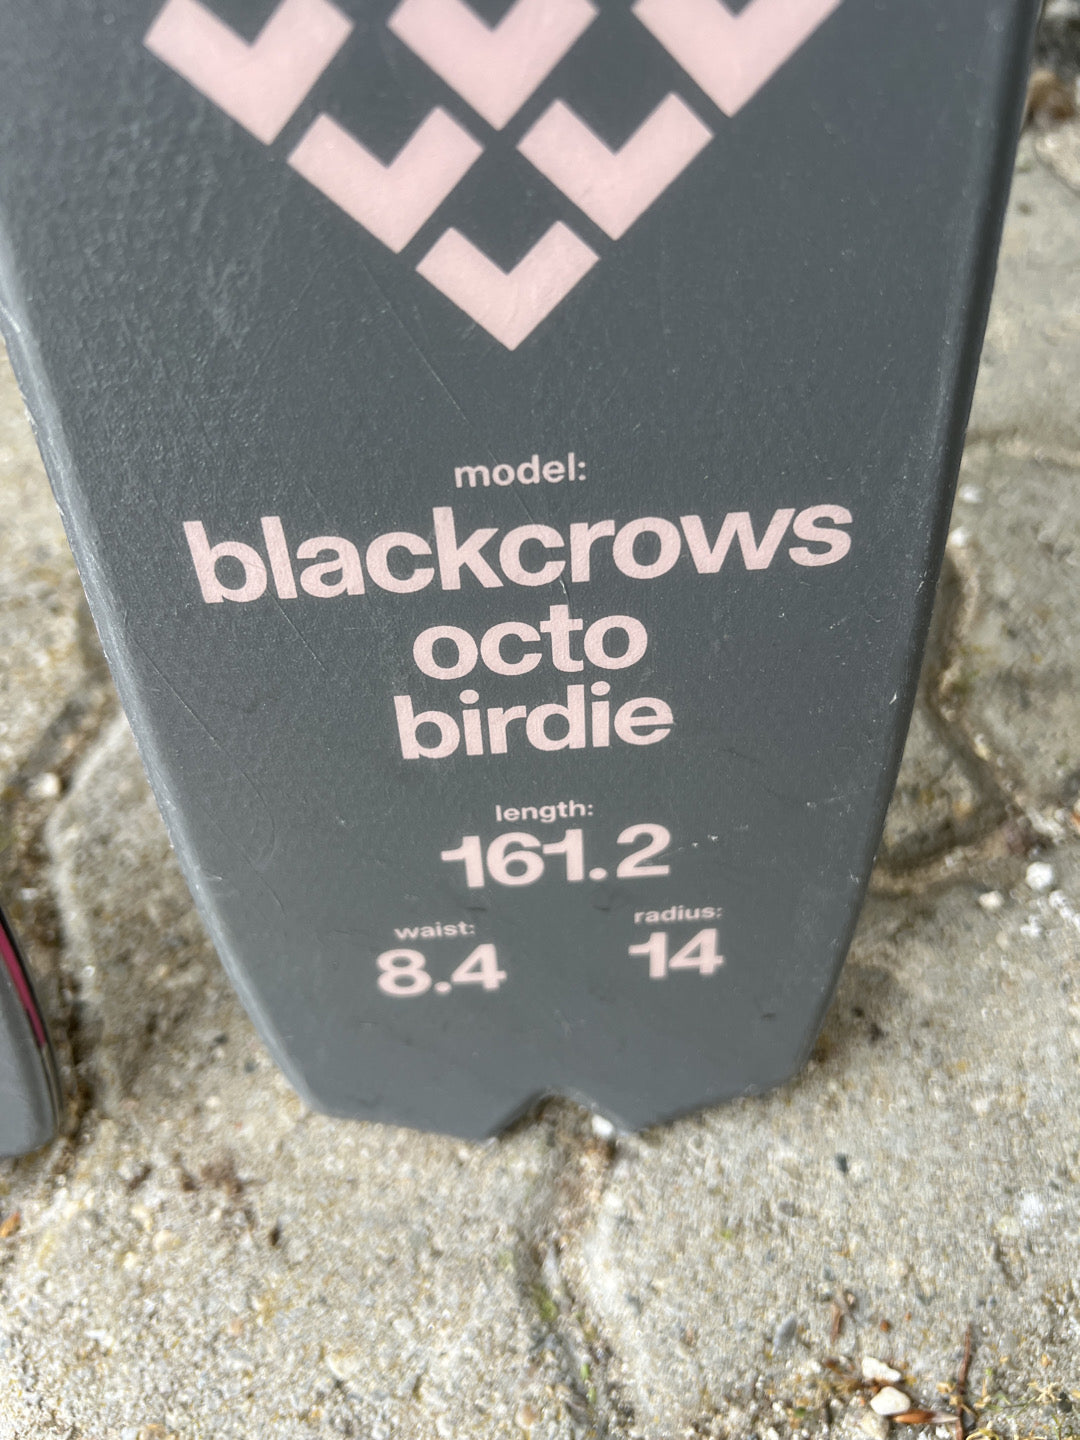 model:
blackcrows
octo
birdie
length:
161.2
waist: radius:
8.4 14